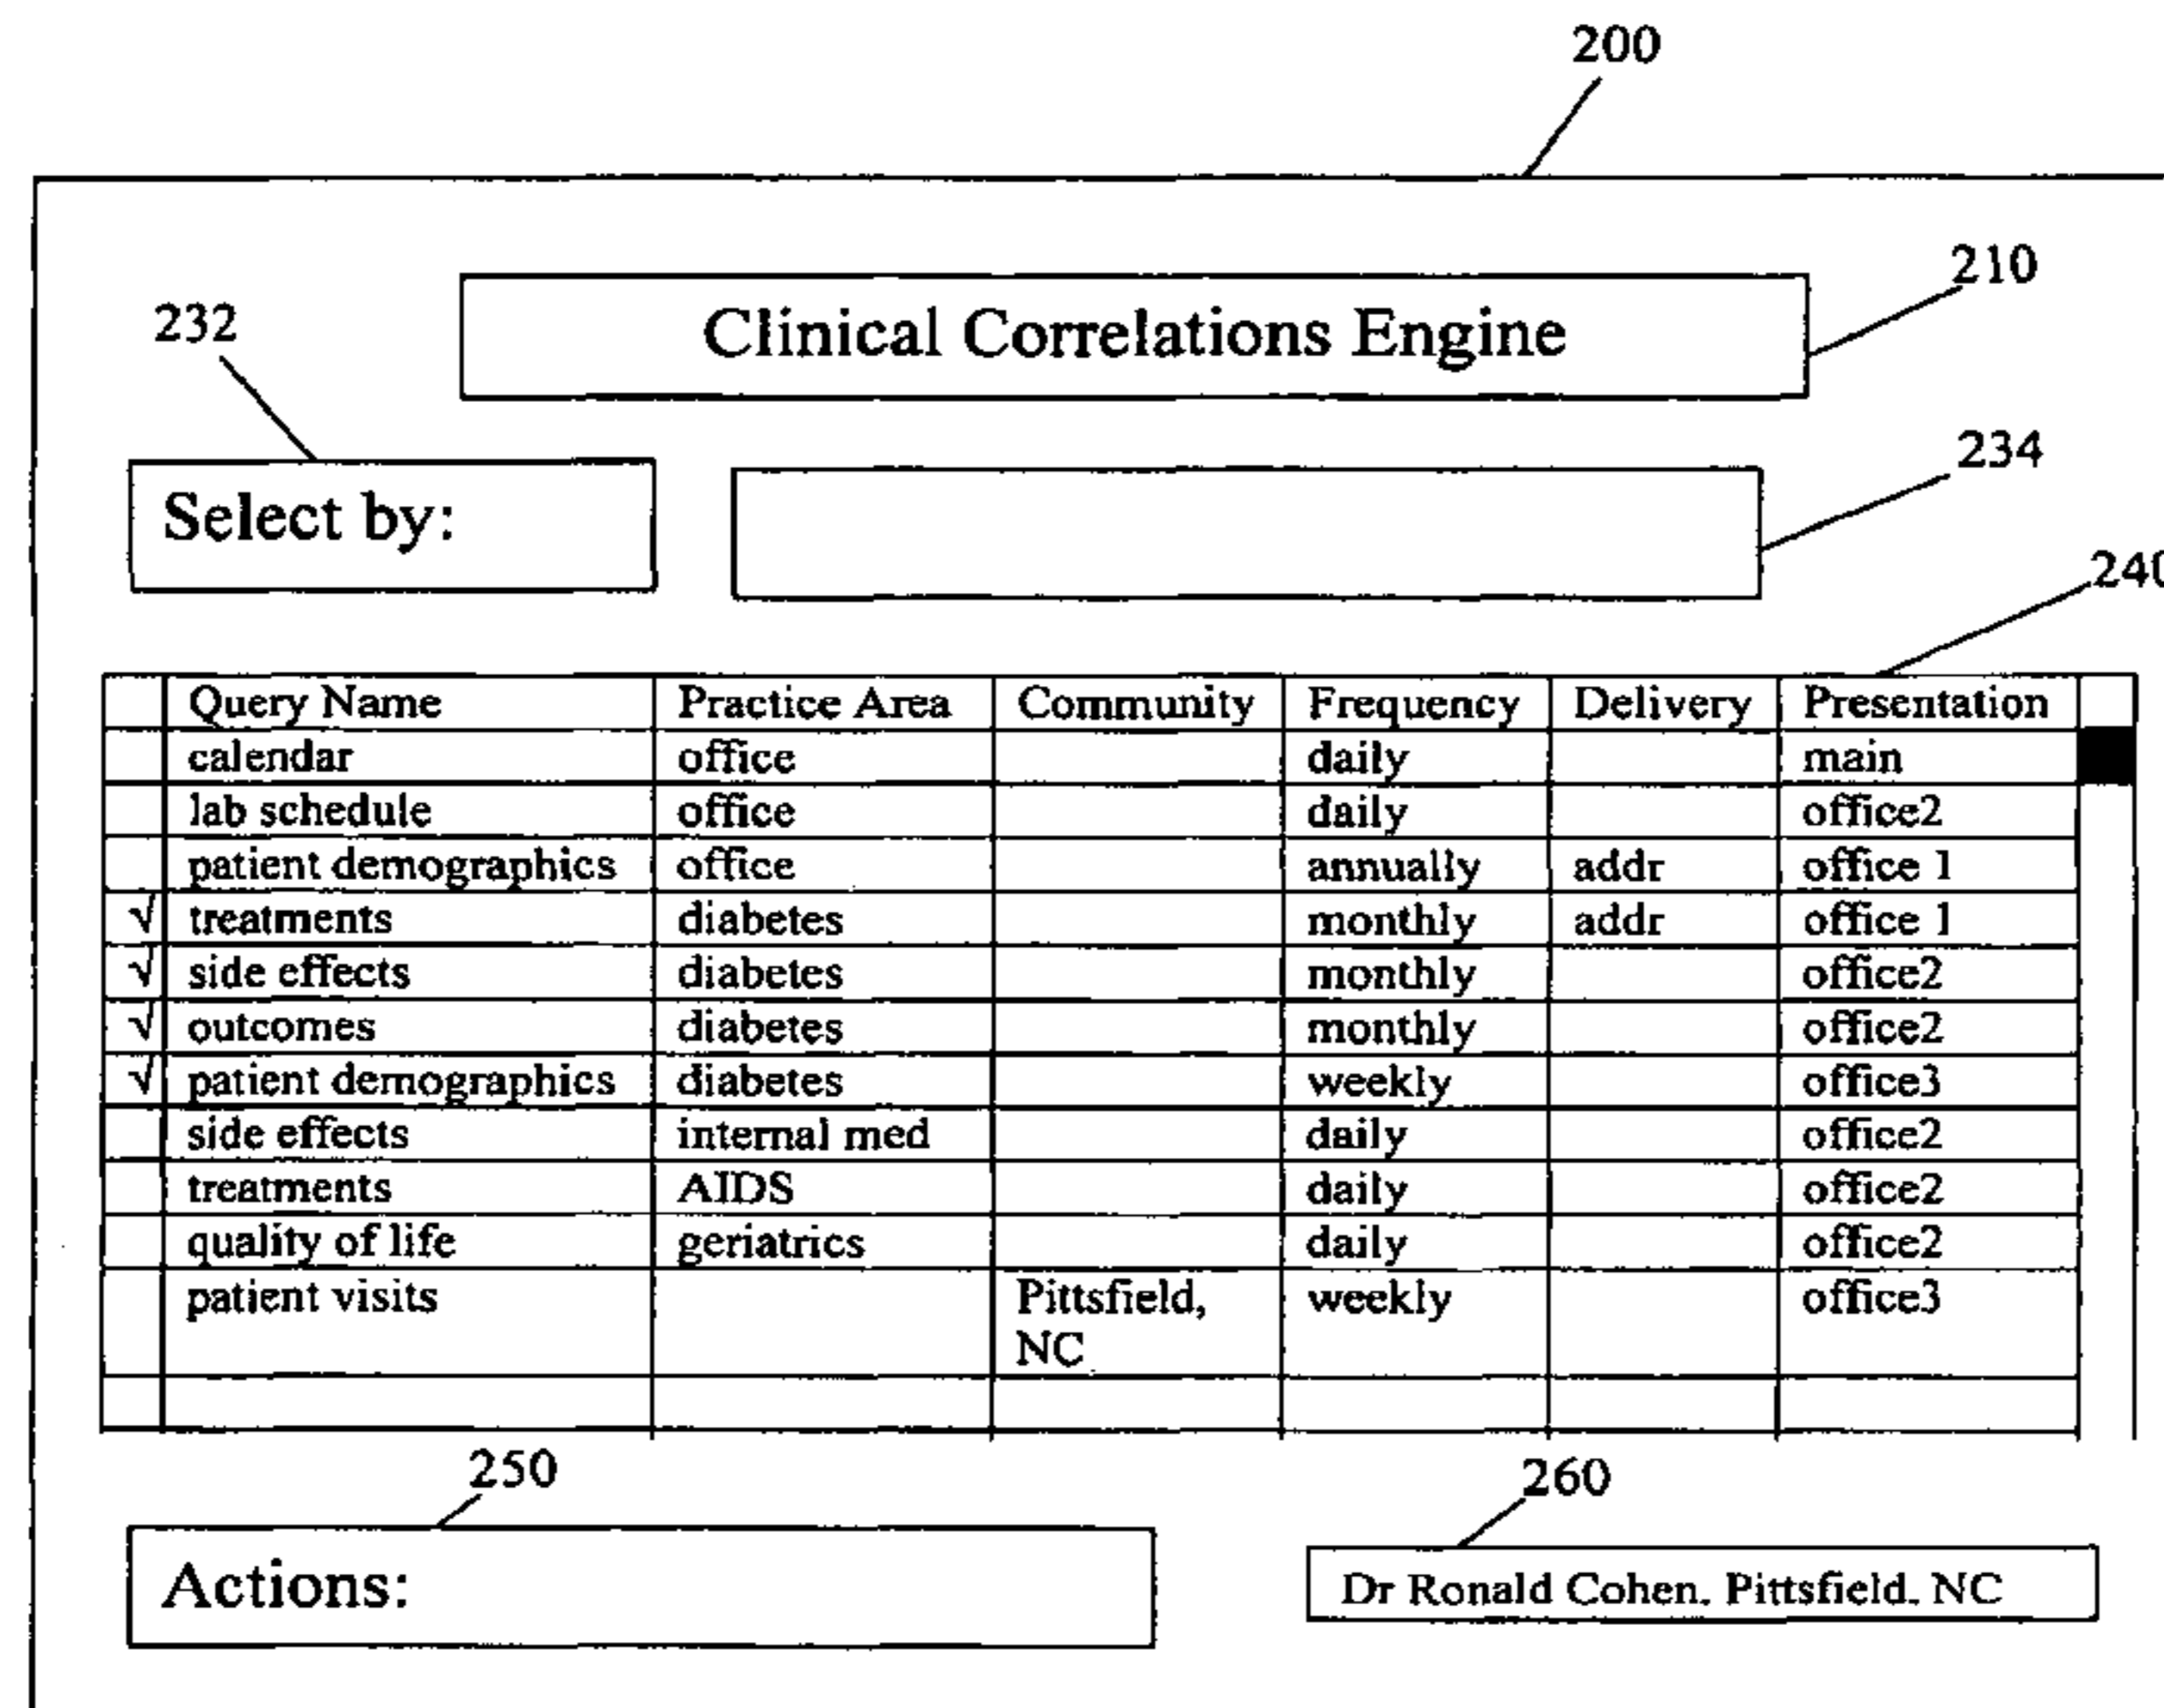 200
210
Clinical Correlations Engine
232
234
Select by:
240
Query Name Practice Area Community Frequency Delivery Presentation
calendar office daily main
lab schedule office daily office2
patient demographics office annually addr office 1
√ treatments diabetes monthly addr office 1
√ side effects diabetes monthly office2
√ outcomes diabetes monthly office2
√ patient demographics diabetes weekly office3
side effects internal med daily office2
treatments AIDS daily office2
quality of life geriatrics daily office2
patient visits Pittsfield, weekly office3
NC
250
260
Actions:
Dr Ronald Cohen, Pittsfield, NC